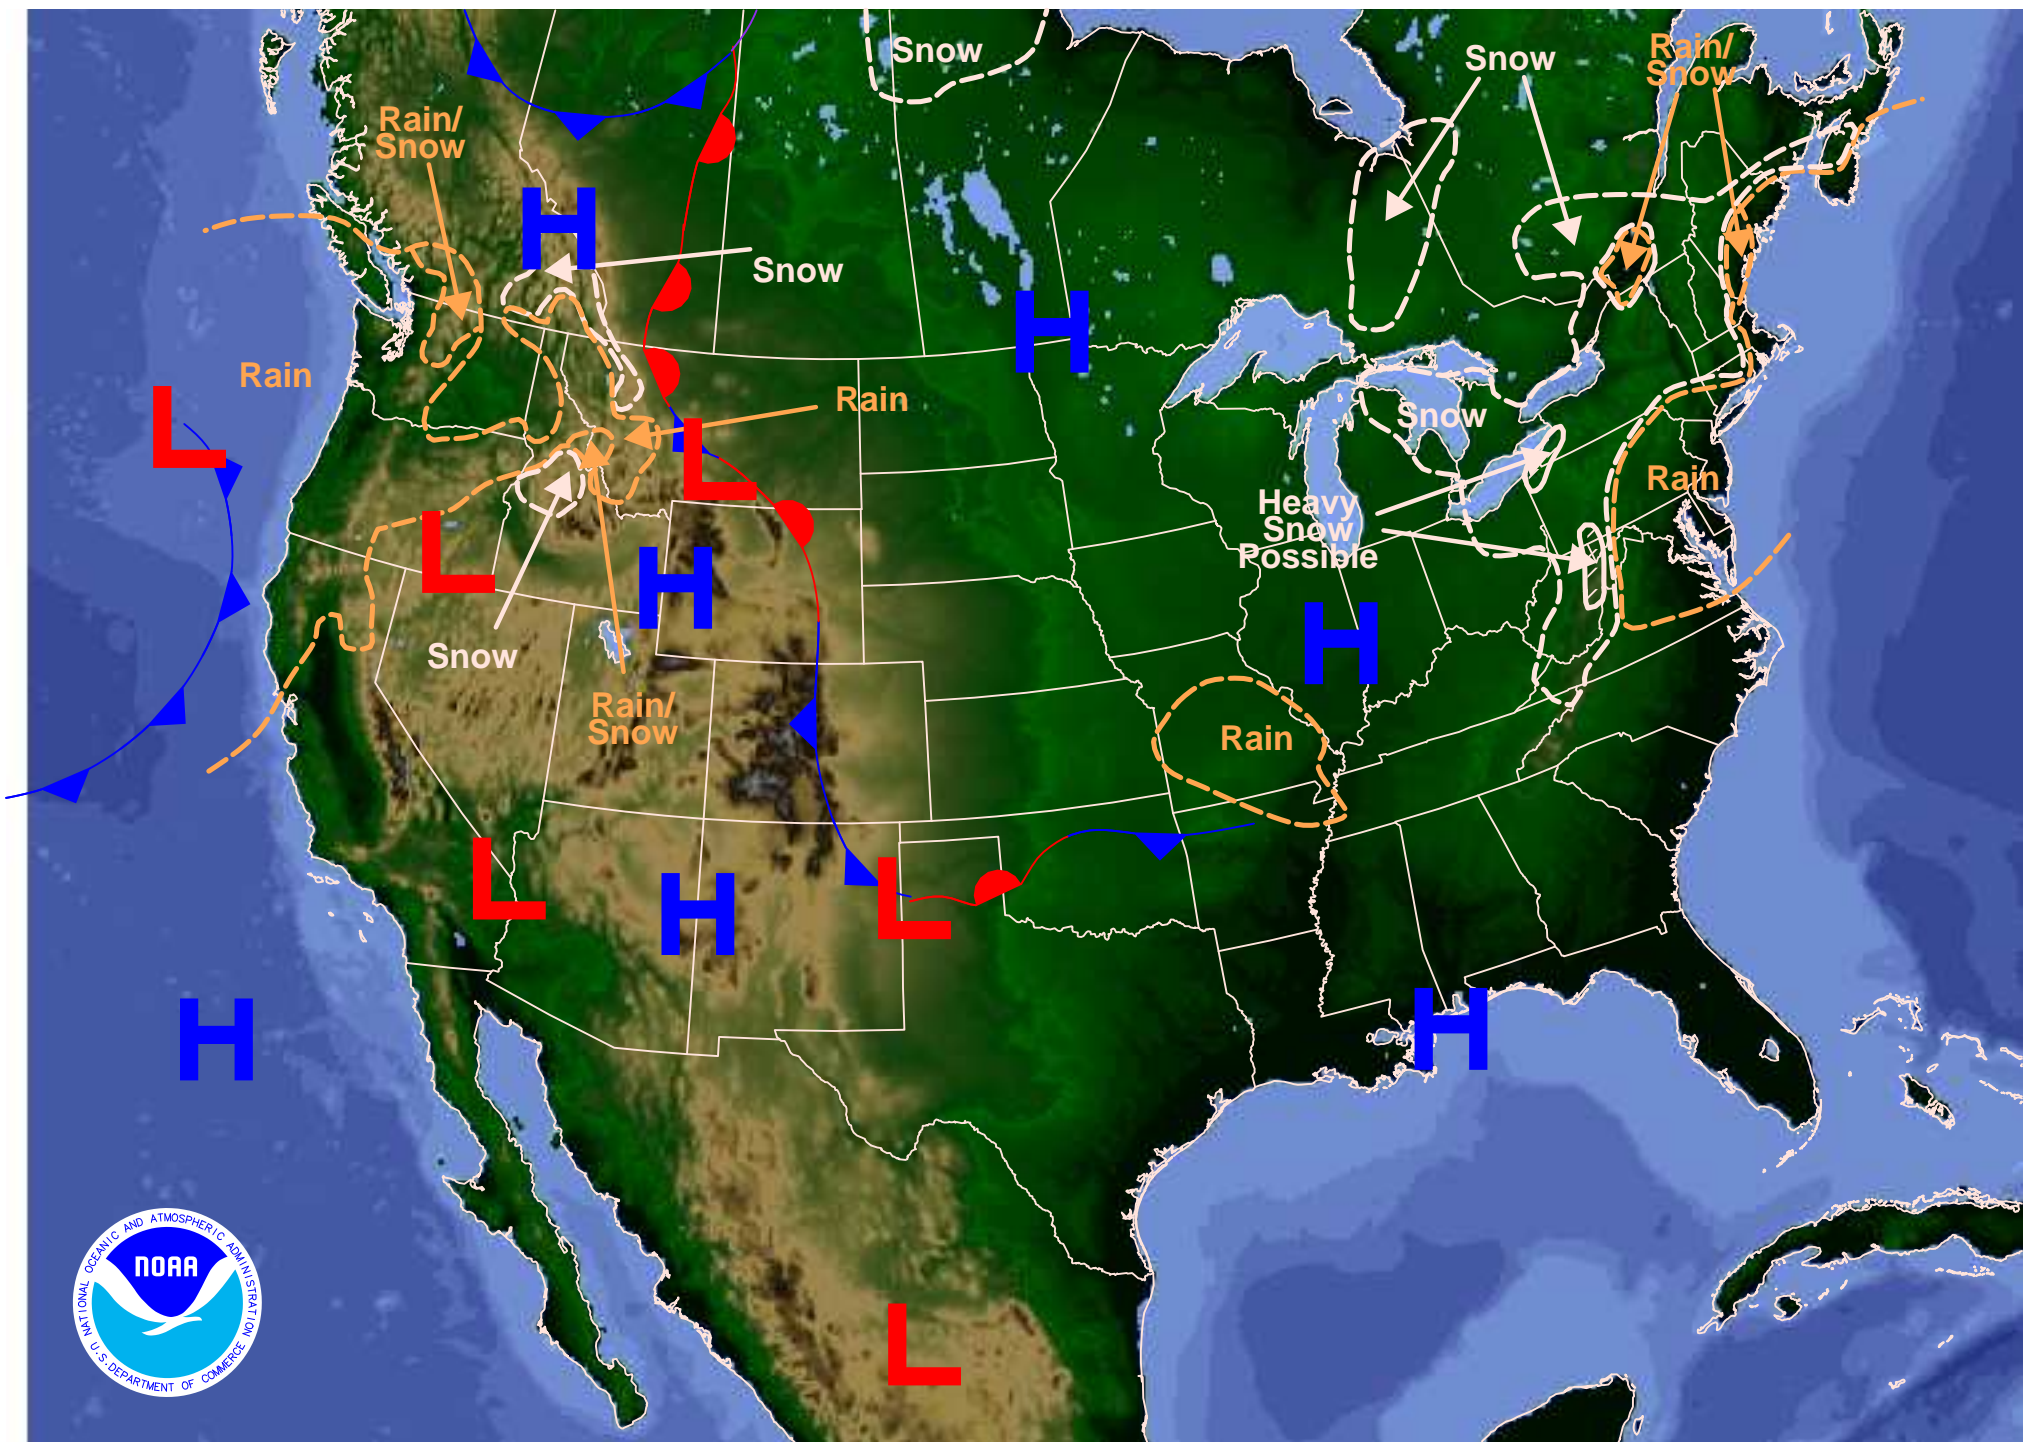 Snow
Snow
Rain/
Snow
Rain/
Snow
H
Snow
H
Rain
L
Rain
L
Snow
Rain
Heavy
Snow
Possible
L
H
H
Snow
Rain/
Snow
Rain
L
H
L
H
H
L
NATIONAL OCEANIC AND ATMOSPHERIC ADMINISTRATION
NOAA
U.S. DEPARTMENT OF COMMERCE